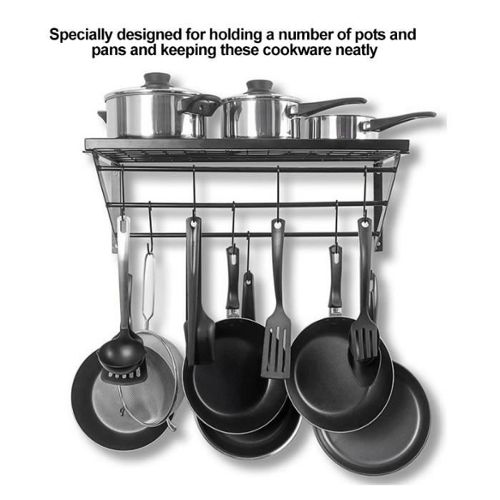 Specially designed for holding a number of pots and
pans and keeping these cookware neatly